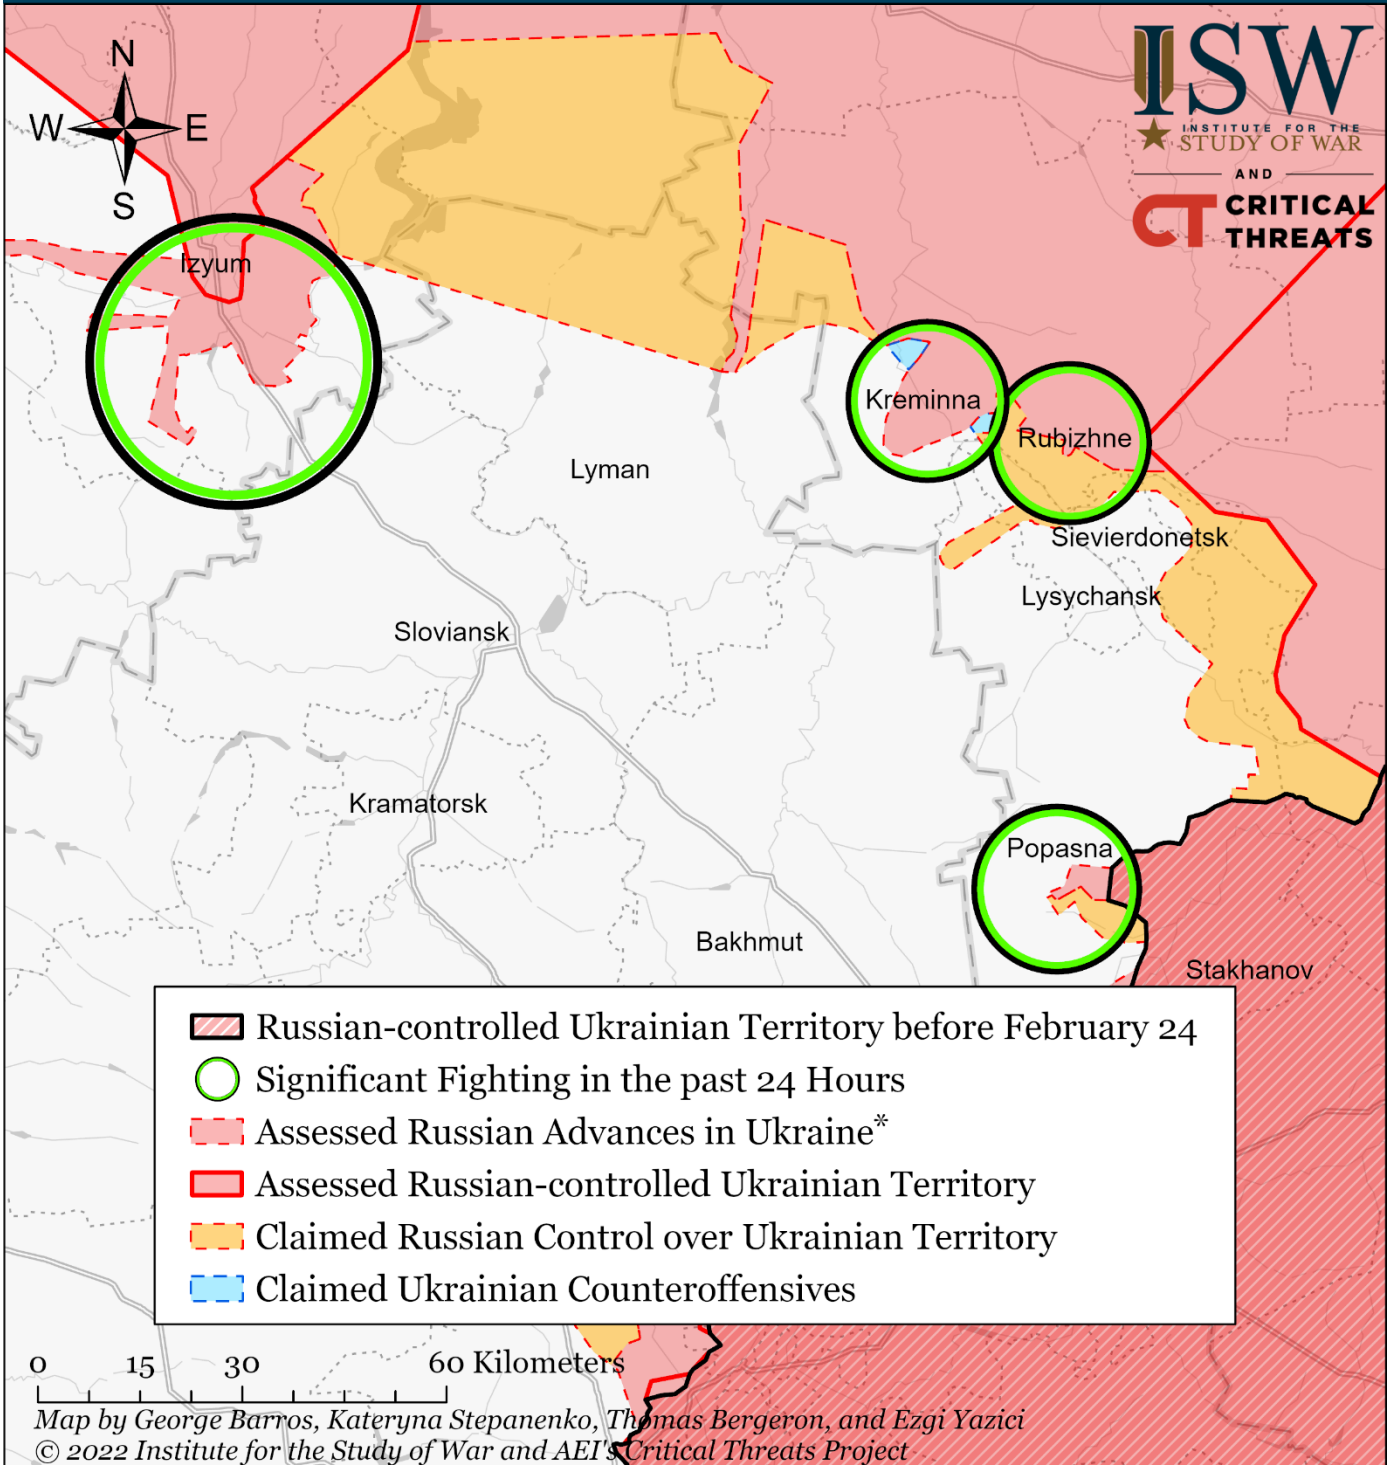 N
W
E
S
ISW
INSTITUTE FOR THE
STUDY OF WAR
AND
CT CRITICAL
THREATS
Izyum
Kreminna
Rubizhne
Lyman
Sievierdonetsk
Lysychansk
Sloviansk
Kramatorsk
Popasna
Bakhmut
Stakhanov
Russian-controlled Ukrainian Territory before February 24
Significant Fighting in the past 24 Hours
Assessed Russian Advances in Ukraine*
Assessed Russian-controlled Ukrainian Territory
Claimed Russian Control over Ukrainian Territory
Claimed Ukrainian Counteroffensives
0 15 30 60 Kilometers
Map by George Barros, Kateryna Stepanenko, Thomas Bergeron, and Ezgi Yazici
© 2022 Institute for the Study of War and AEI's Critical Threats Project